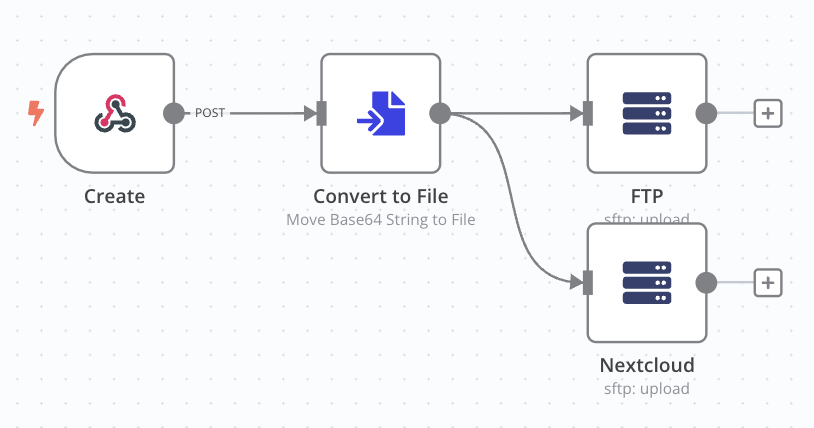 POST
Create
Convert to File
Move Base64 String to File
FTP
sftp: upload
Nextcloud
sftp: upload